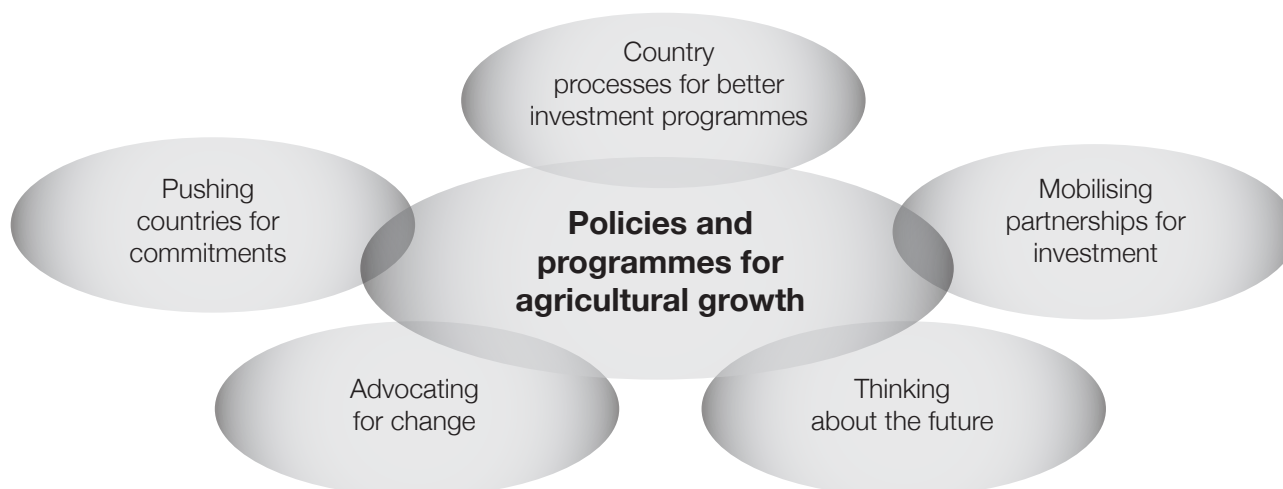 Country
processes for better
investment programmes
Pushing
countries for
commitments
Policies and
programmes for
agricultural growth
Mobilising
partnerships for
investment
Advocating
for change
Thinking
about the future